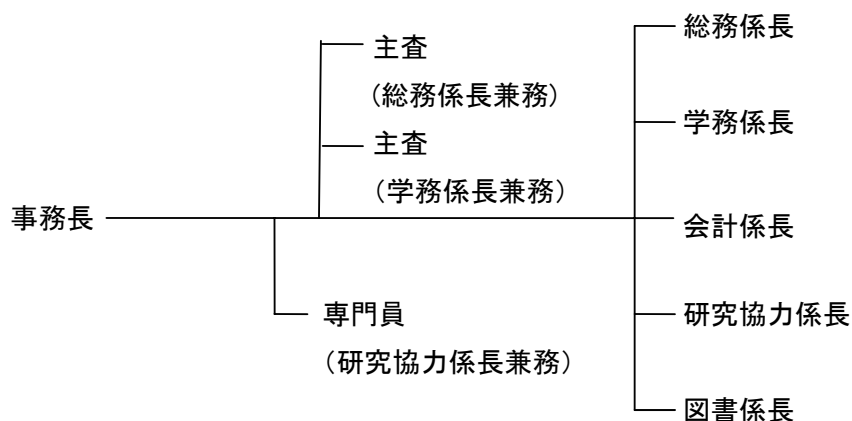 事務長
主査
(総務係長兼務)
主査
(学務係長兼務)
専門員
(研究協力係長兼務)
総務係長
学務係長
会計係長
研究協力係長
図書係長